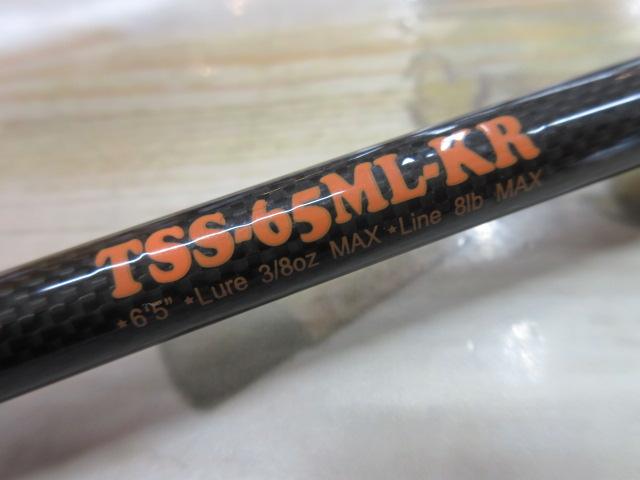 TSS-65ML-KR
*6'5" *Lure 3/8oz MAX *Line 8lb MAX